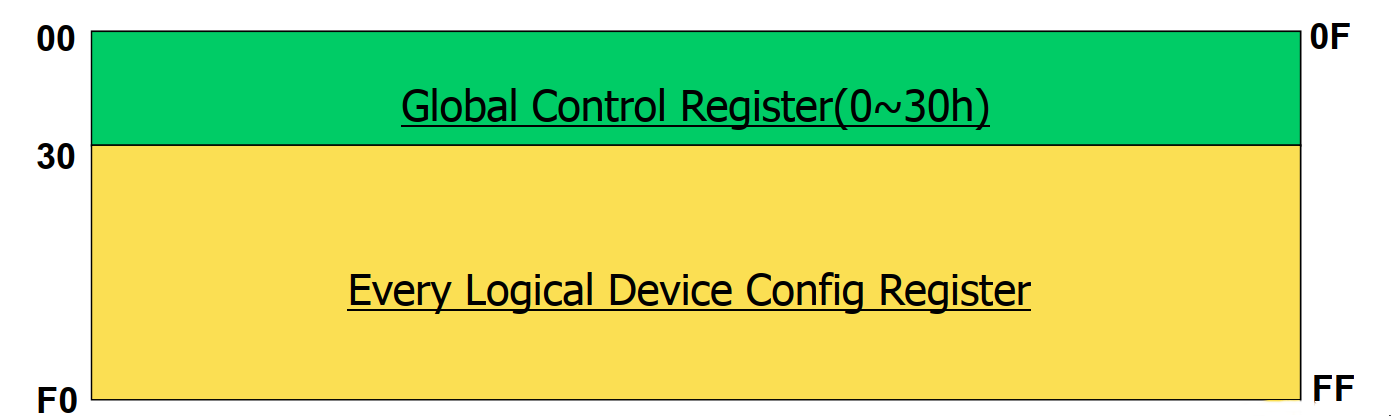 00 0F
Global Control Register(0~30h)
30
Every Logical Device Config Register
F0 FF